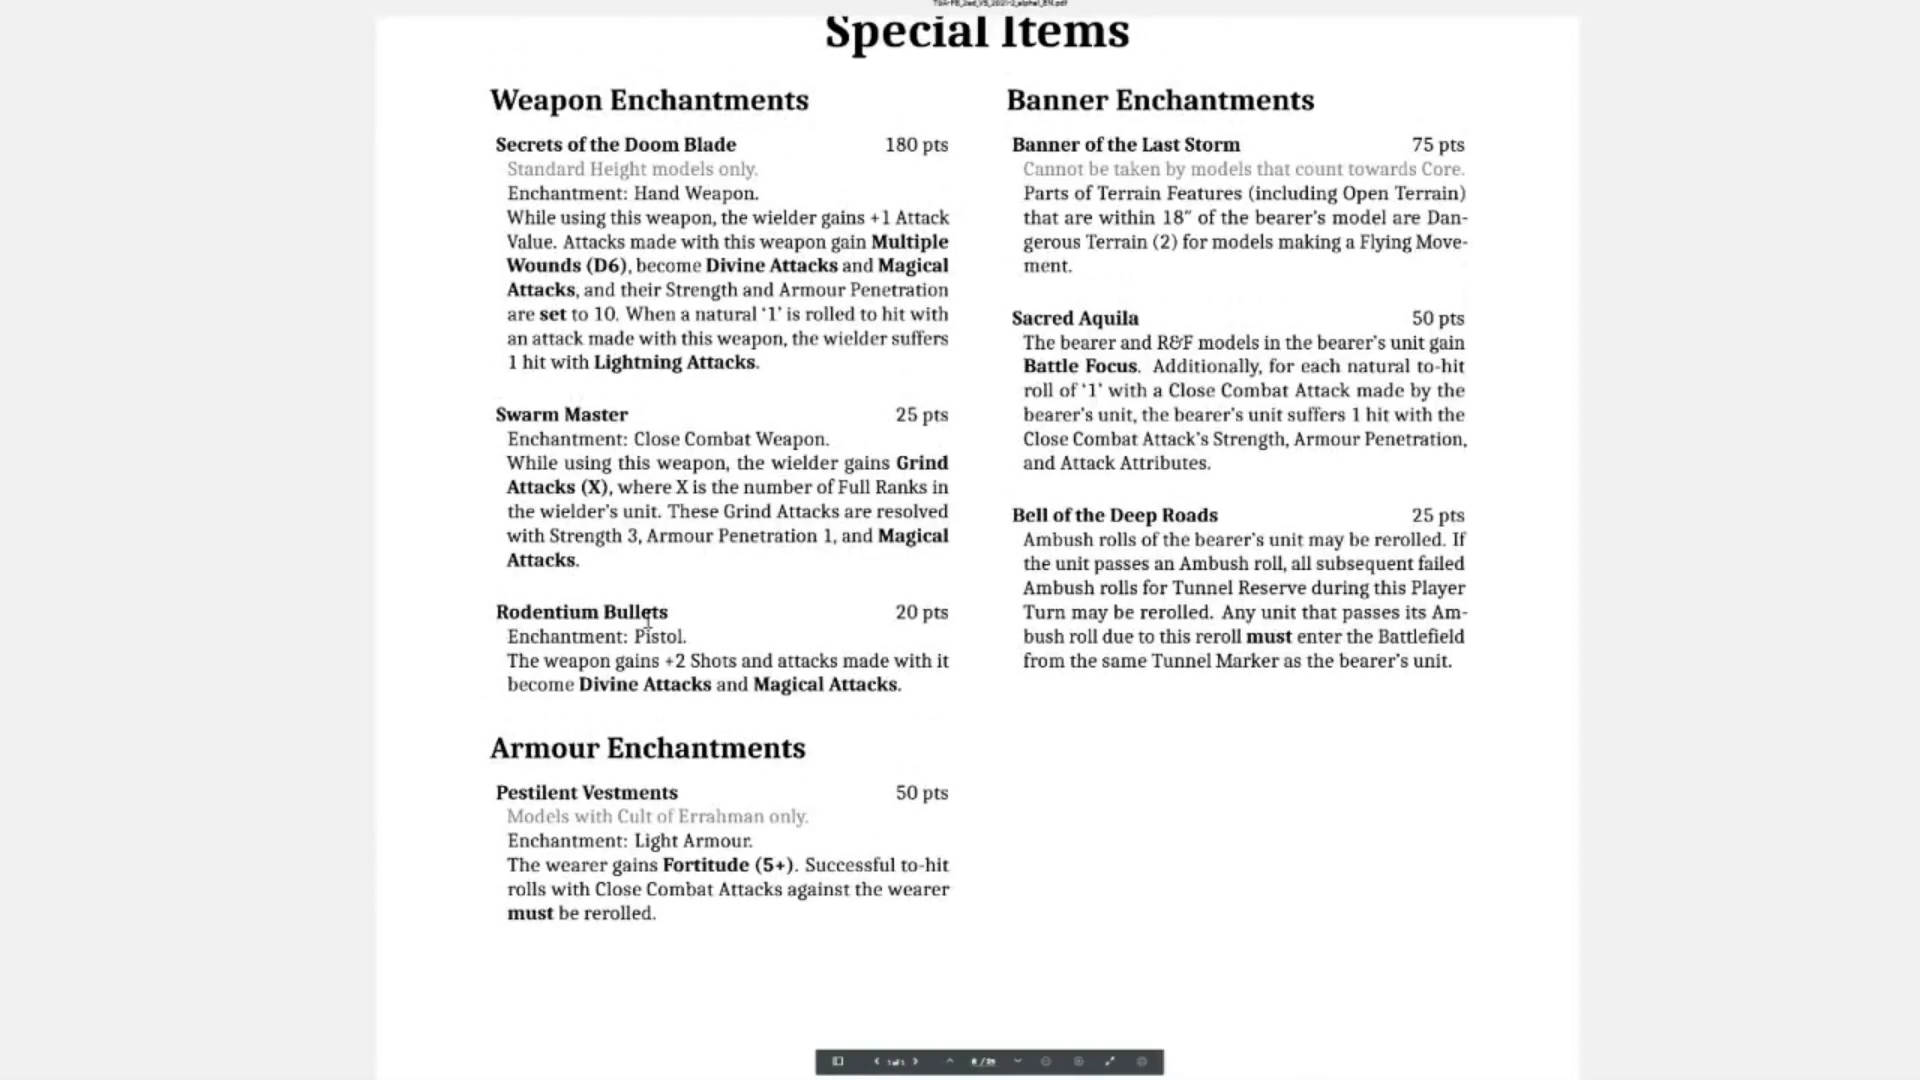 Special Items
Weapon Enchantments
Secrets of the Doom Blade 180 pts
Standard Height models only.
Enchantment: Hand Weapon.
While using this weapon, the wielder gains +1 Attack
Value. Attacks made with this weapon gain Multiple
Wounds (D6), become Divine Attacks and Magical
Attacks, and their Strength and Armour Penetration
are set to 10. When a natural ‘1’ is rolled to hit with
an attack made with this weapon, the wielder suffers
1 hit with Lightning Attacks.
Swarm Master 25 pts
Enchantment: Close Combat Weapon.
While using this weapon, the wielder gains Grind
Attacks (X), where X is the number of Full Ranks in
the wielder’s unit. These Grind Attacks are resolved
with Strength 3, Armour Penetration 1, and Magical
Attacks.
Rodentium Bullets 20 pts
Enchantment: Pistol.
The weapon gains +2 Shots and attacks made with it
become Divine Attacks and Magical Attacks.
Armour Enchantments
Pestilent Vestments 50 pts
Models with Cult of Errahman only.
Enchantment: Light Armour.
The wearer gains Fortitude (5+). Successful to-hit
rolls with Close Combat Attacks against the wearer
must be rerolled.
Banner Enchantments
Banner of the Last Storm 75 pts
Cannot be taken by models that count towards Core.
Parts of Terrain Features (including Open Terrain)
that are within 18″ of the bearer’s model are Dan-
gerous Terrain (2) for models making a Flying Move-
ment.
Sacred Aquila 50 pts
The bearer and R&F models in the bearer’s unit gain
Battle Focus. Additionally, for each natural to-hit
roll of ‘1’ with a Close Combat Attack made by the
bearer’s unit, the bearer’s unit suffers 1 hit with the
Close Combat Attack’s Strength, Armour Penetration,
and Attack Attributes.
Bell of the Deep Roads 25 pts
Ambush rolls of the bearer’s unit may be rerolled. If
the unit passes an Ambush roll, all subsequent failed
Ambush rolls for Tunnel Reserve during this Player
Turn may be rerolled. Any unit that passes its Am-
bush roll due to this reroll must enter the Battlefield
from the same Tunnel Marker as the bearer’s unit.